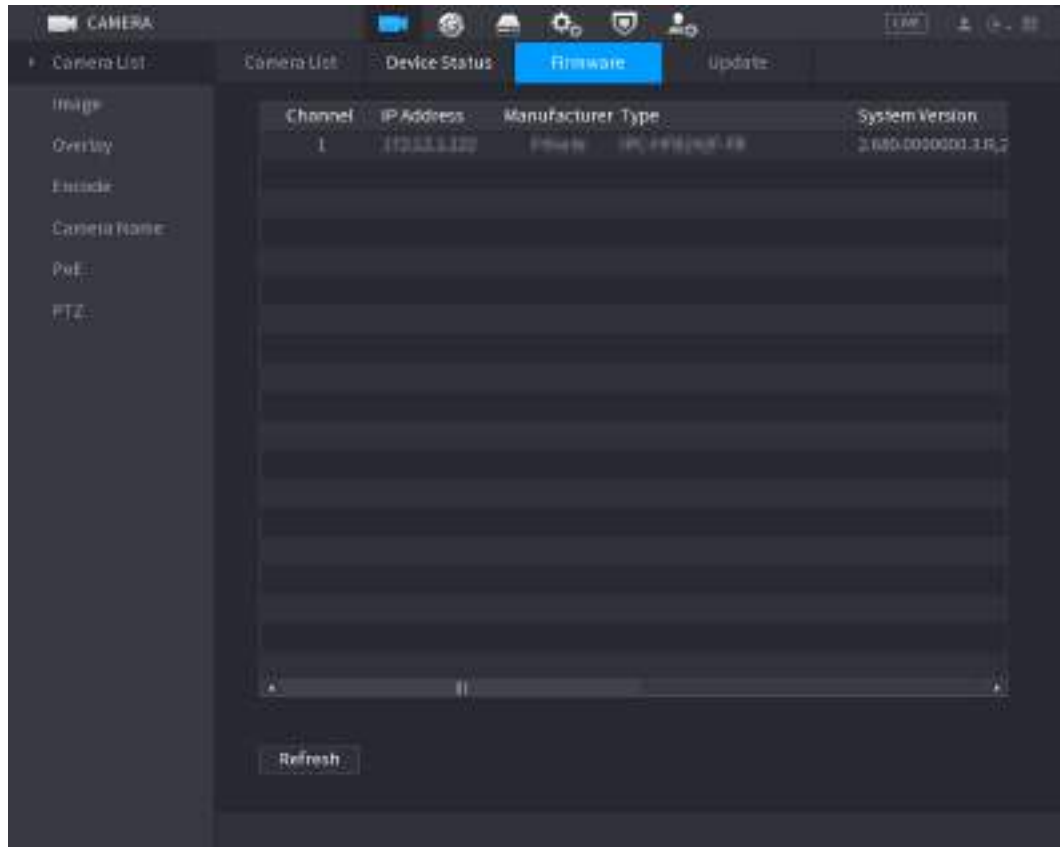 CAMERA
LIVE
Camera List
Camera List Device Status Firmware Update
Image
Overlay
Encode
Camera Name
PoE
PTZ
Channel IP Address Manufacturer Type System Version
1
Refresh